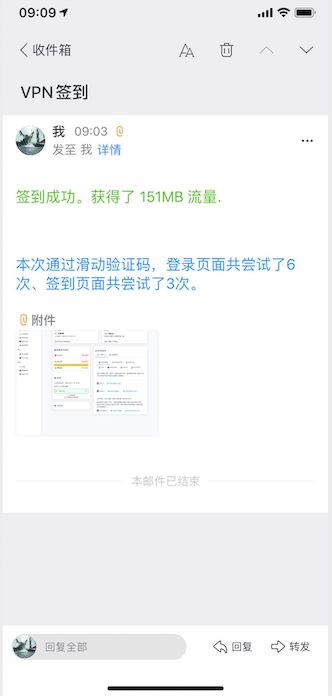 09:09
收件箱
VPN签到
我 09:03
发至 我 详情
签到成功。获得了 151MB 流量.
本次通过滑动验证码，登录页面共尝试了6
次、签到页面共尝试了3次。
附件
本邮件已结束
回复全部
回复
转发